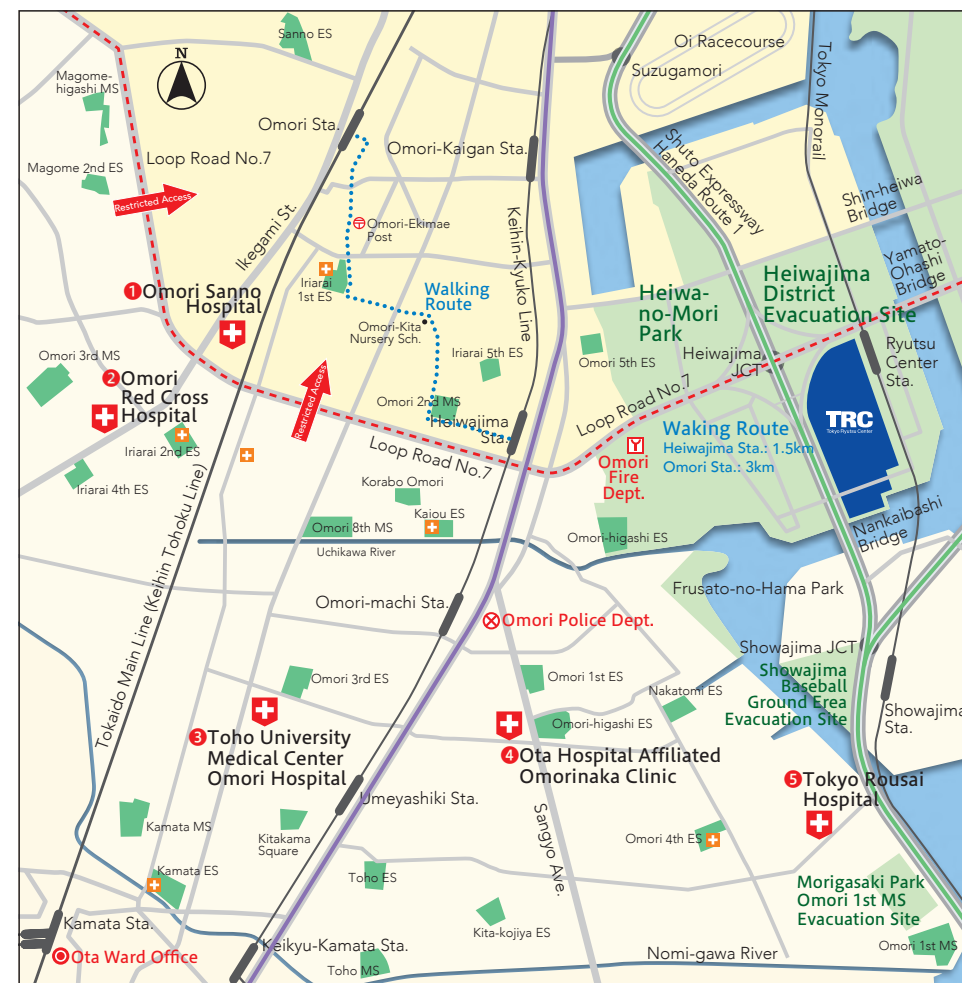 Sanno ES
N
Magome-
higashi MS
Magome 2nd ES
Loop Road No.7
Restricted Access
Omori Sta.
Omori-Kaigan Sta.
Oi Racecourse
Suzugamori
Tokyo Monorail
Shuto Expressway
Haneda Route 1
Shin-heiwa
Bridge
Yamato-
Ohashi
Bridge
Ikegami St.
Omori-Ekimae
Post
Keihin-Kyuko Line
Iriarai
1st ES
Walking
Route
1 Omori Sanno
Hospital
Omori-Kita
Nursery Sch.
Iriarai 5th ES
Heiwa-
no-Mori
Park
Heiwajima
District
Evacuation Site
Omori 5th ES
Heiwajima
JCT
Ryutsu
Center
Sta.
Omori 3rd MS
2 Omori
Red Cross
Hospital
Restricted Access
Omori 2nd MS
Heiwajima
Sta.
Loop Road No.7
Loop Road No.7
TRC
Tokyo Ryutsu Center
Waking Route
Heiwajima Sta.: 1.5km
Omori Sta.: 3km
Omori
Fire
Dept.
Iriarai 2nd ES
Iriarai 4th ES
Korabo Omori
Kaiou ES
Omori 8th MS
Uchikawa River
Omori-higashi ES
Nankaibashi
Bridge
Tokaido Main Line (Keihin Tohoku Line)
Omori-machi Sta.
Frusato-no-Hama Park
Omori Police Dept.
Showajima JCT
Showajima
Baseball
Ground Erea
Evacuation Site
Showajima
Sta.
Omori 3rd ES
Omori 1st ES
Nakatomi ES
Omori-higashi ES
3 Toho University
Medical Center
Omori Hospital
4 Ota Hospital Affiliated
Omorinaka Clinic
5 Tokyo Rousai
Hospital
Umeyashiki Sta.
Sangyo Ave.
Kamata MS
Kitakama
Square
Omori 4th ES
Kamata ES
Toho ES
Morigasaki Park
Omori 1st MS
Evacuation Site
Kamata Sta.
Kita-kojiya ES
Ota Ward Office
Keikyu-Kamata Sta.
Toho MS
Nomi-gawa River
Omori 1st MS